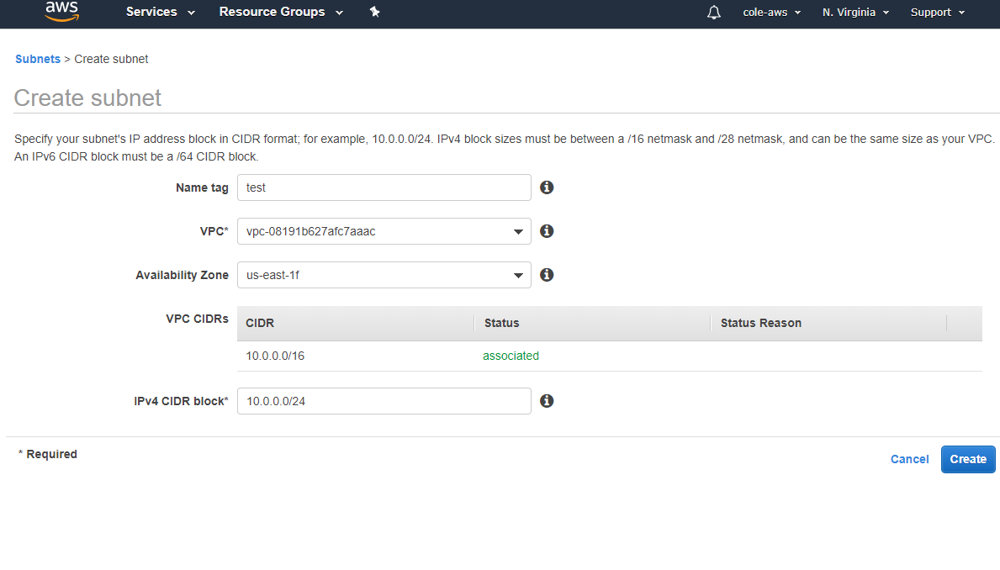 aws Services Resource Groups cole-aws N. Virginia Support
Subnets > Create subnet
Create subnet
Specify your subnet's IP address block in CIDR format; for example, 10.0.0.0/24. IPv4 block sizes must be between a /16 netmask and /28 netmask, and can be the same size as your VPC.
An IPv6 CIDR block must be a /64 CIDR block.
Name tag test
VPC* vpc-08191b627afc7aaac
Availability Zone us-east-1f
VPC CIDRs CIDR Status Status Reason
10.0.0.0/16 associated
IPv4 CIDR block* 10.0.0.0/24
* Required
Cancel Create